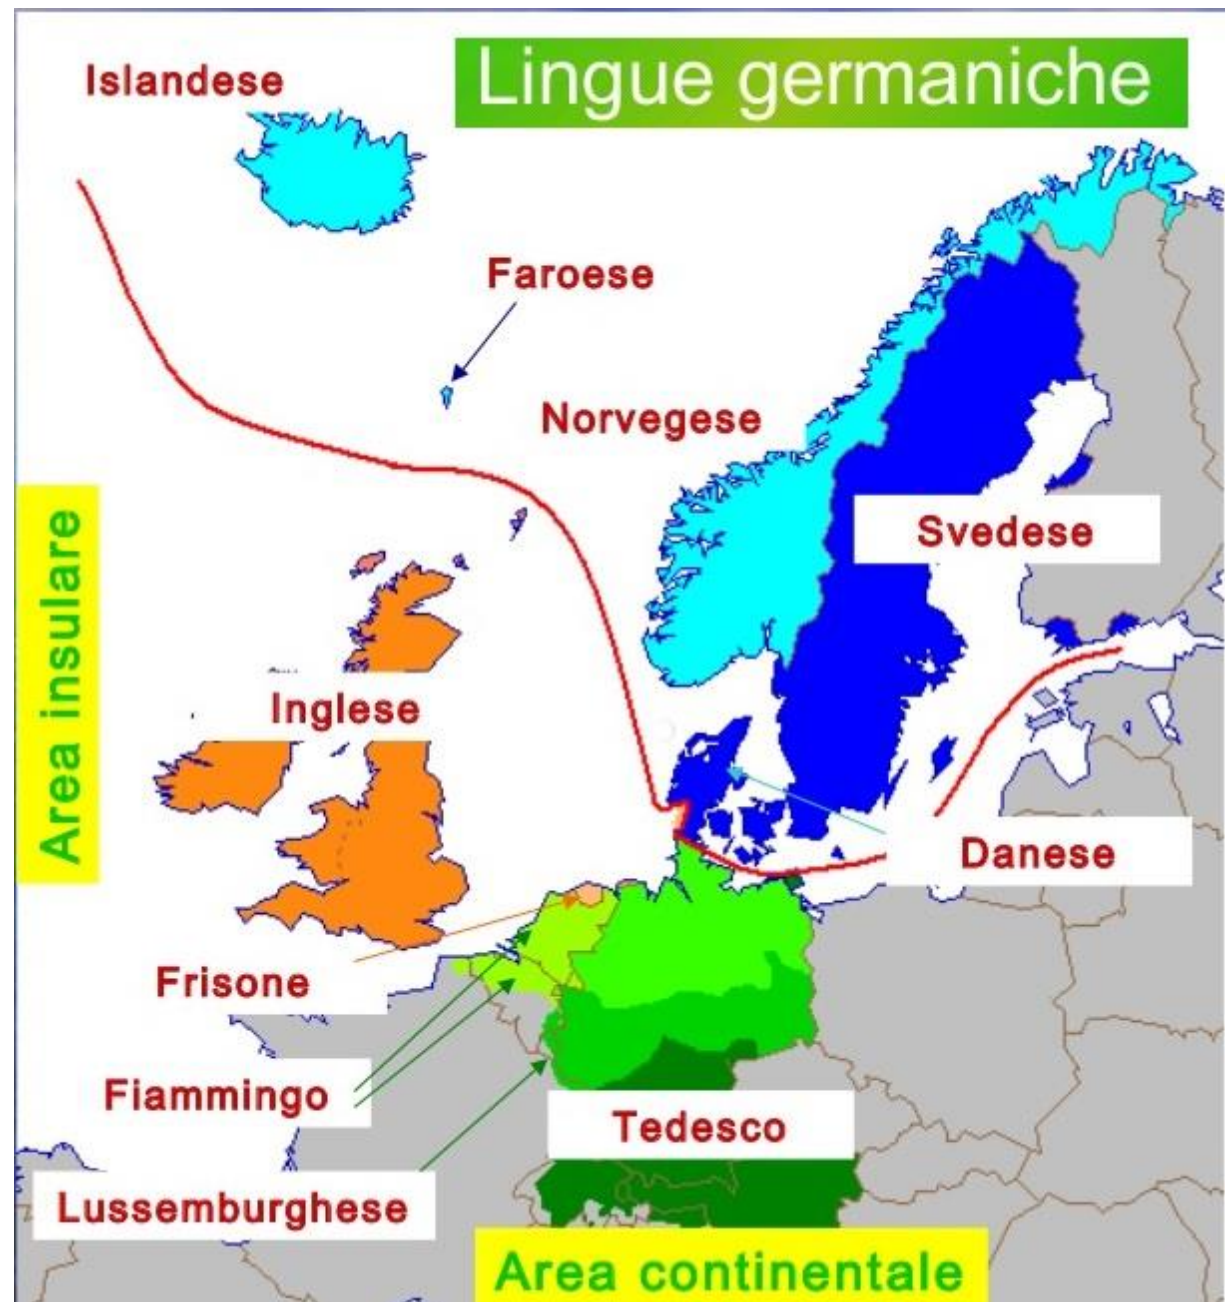 Lingue germaniche
Islandese
Faroese
Norvegese
Svedese
Area insulare
Inglese
Danese
Frisone
Fiammingo
Tedesco
Lussemburghese
Area continentale